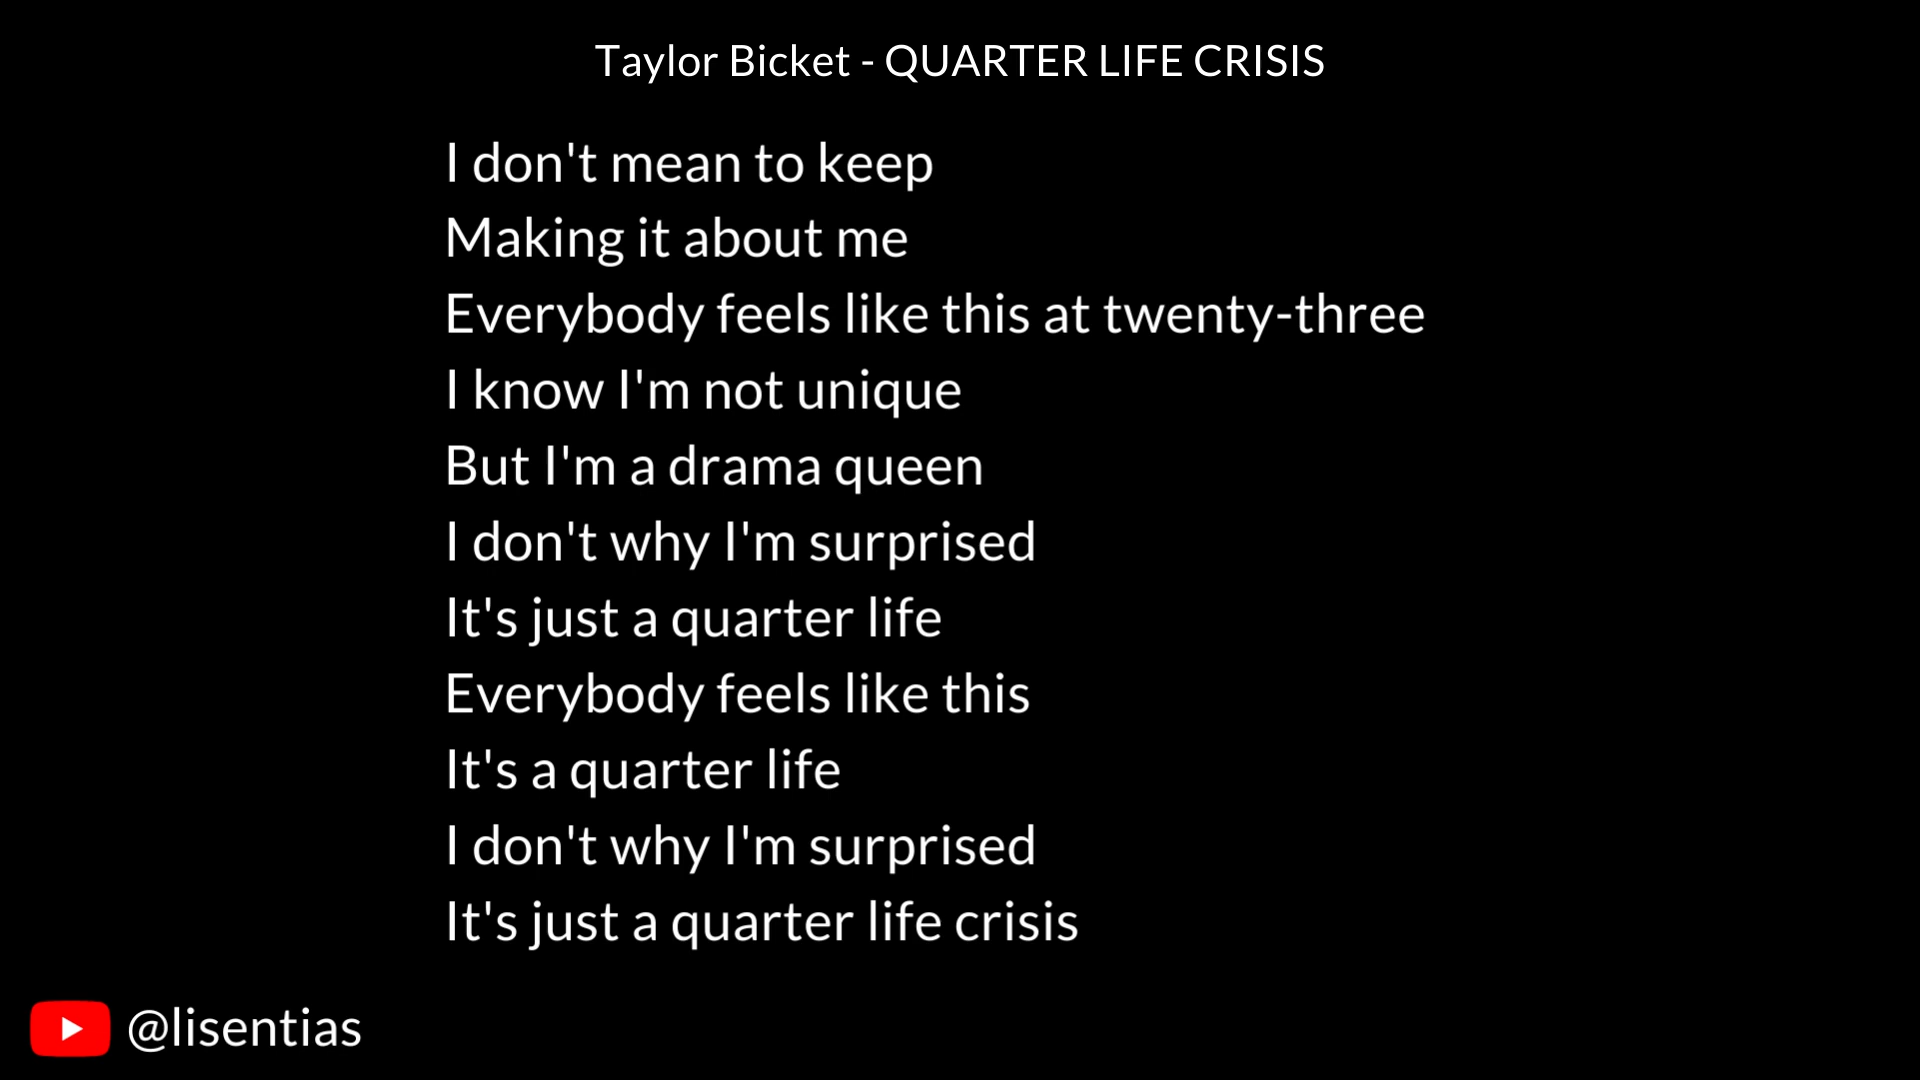 Taylor Bicket - QUARTER LIFE CRISIS
I don't mean to keep
Making it about me
Everybody feels like this at twenty-three
I know I'm not unique
But I'm a drama queen
I don't why I'm surprised
It's just a quarter life
Everybody feels like this
It's a quarter life
I don't why I'm surprised
It's just a quarter life crisis
@lisentias